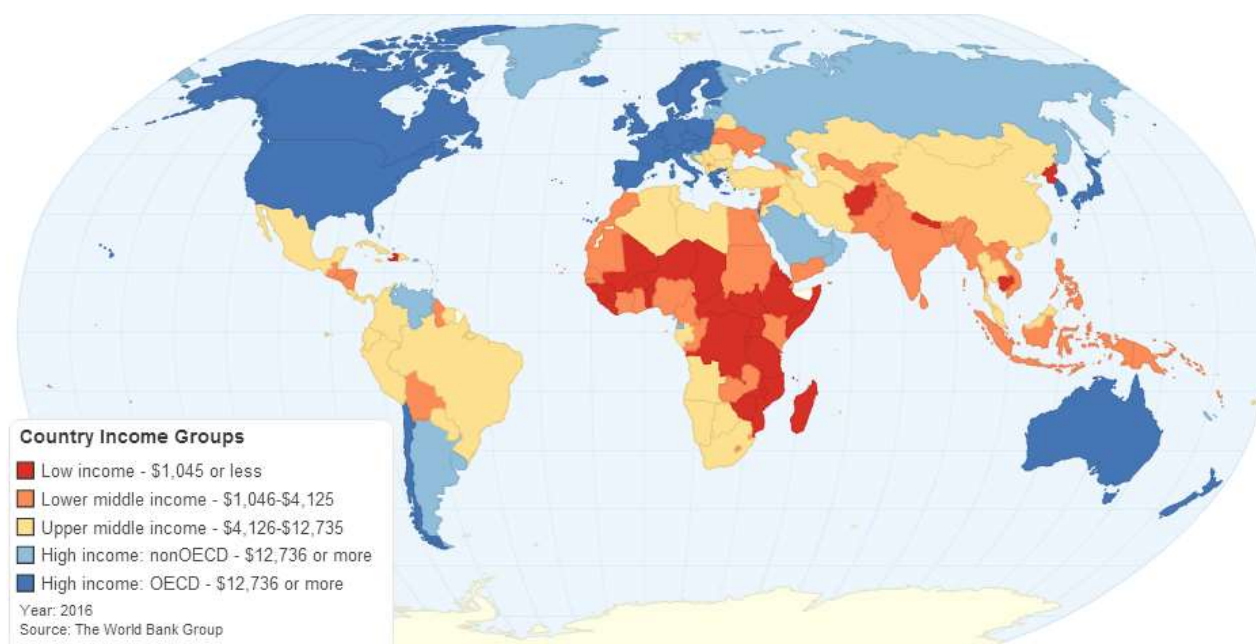 Country Income Groups
Low income - $1,045 or less
Lower middle income - $1,046-$4,125
Upper middle income - $4,126-$12,735
High income: nonOECD - $12,736 or more
High income: OECD - $12,736 or more
Year: 2016
Source: The World Bank Group